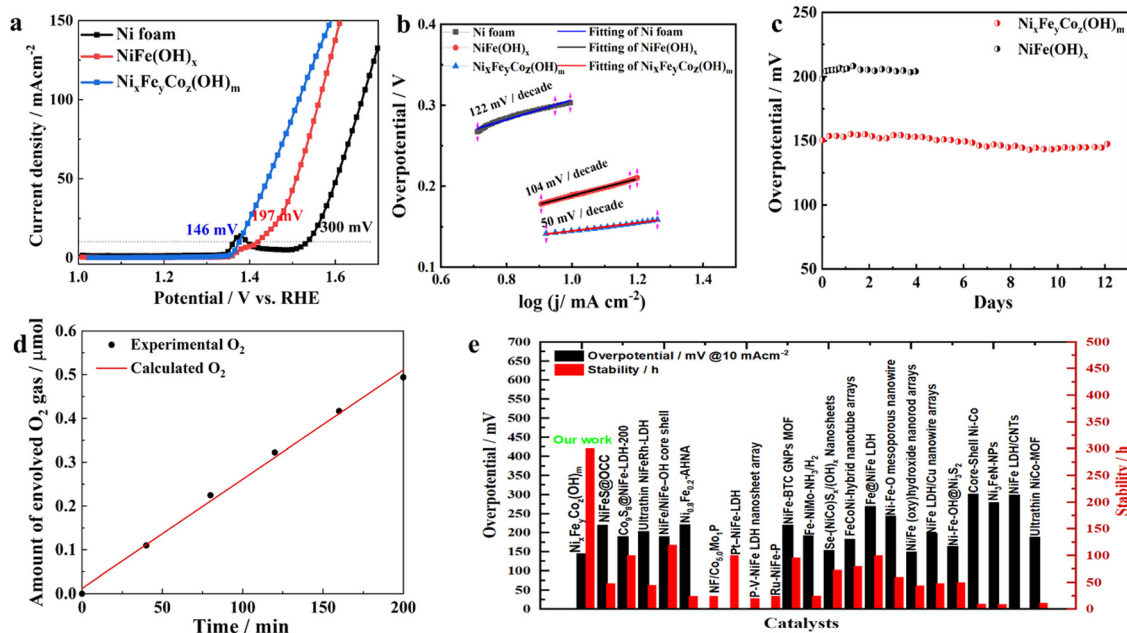 a
Ni foam
NiFe(OH)x
NixFeyCoz(OH)m
146 mV
197 mV
300 mV
Current density / mAcm-2
150
125
100
75
50
25
0
1.0
1.2
1.4
1.6
Potential / V vs. RHE
b
Ni foam
NiFe(OH)x
NixFeyCoz(OH)m
Fitting of Ni foam
Fitting of NiFe(OH)x
Fitting of NixFeyCoz(OH)m
122 mV / decade
104 mV / decade
50 mV / decade
Overpotential / V
0.4
0.3
0.2
0.1
0.6
0.8
1.0
1.2
1.4
log (j/ mA cm-2)
c
NixFeyCoz(OH)m
NiFe(OH)x
Overpotential / mV
250
200
150
100
50
0
2
4
6
8
10
12
Days
d
Experimental O2
Calculated O2
Amount of envolved O2 gas / μmol
0.6
0.5
0.4
0.3
0.2
0.1
0.0
0
50
100
150
200
Time / min
e
Overpotential / mV @10 mAcm-2
Stability / h
Our work
NixFeyCoz(OH)m
NiFeS@OCC
Co9S8@NiFe-LDH-200
Ultrathin NiFeRh-LDH
NiFe/NiFe-OH core shell
Ni0.8Fe0.2-AHNA
NF/Co5.0Mo1P
Pt-NiFe-LDH
P-V-NiFe LDH nanosheet array
Ru-NiFe-P
NiFe-BTC GNPs MOF
Fe-NiMo-NH3/H2
Se-(NiCo)Sx/(OH)x Nanosheets
FeCoNi-hybrid nanotube arrays
Fe@NiFe LDH
Ni-Fe-O mesoporous nanowire
Ni/Fe (oxy)hydroxide nanorod arrays
NiFe LDH/Cu nanowire arrays
Ni-Fe-OH@Ni3S2
Core-Shell Ni-Co
Ni3FeN-NPs
NiFe LDH/CNTs
Ultrathin NiCo-MOF
Overpotential / mV
700
650
600
550
500
450
400
350
300
250
200
150
100
50
0
Stability / h
500
450
400
350
300
250
200
150
100
50
0
Catalysts